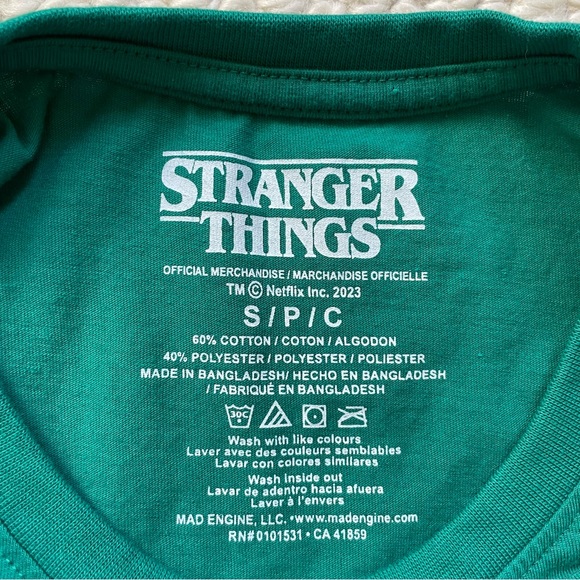 STRANGER
THINGS
OFFICIAL MERCHANDISE / MARCHANDISE OFFICIELLE
TM © Netflix Inc. 2023
S / P / C
60% COTTON / COTON / ALGODON
40% POLYESTER / POLYESTER / POLIESTER
MADE IN BANGLADESH/ HECHO EN BANGLADESH
/ FABRIQUÉ EN BANGLADESH
30C
Wash with like colours
Laver avec des couleurs semblables
Lavar con colores similares
Wash inside out
Lavar de adentro hacia afuera
Laver à l'envers
MAD ENGINE, LLC. •www.madengine.com
RN#0101531 • CA 41859